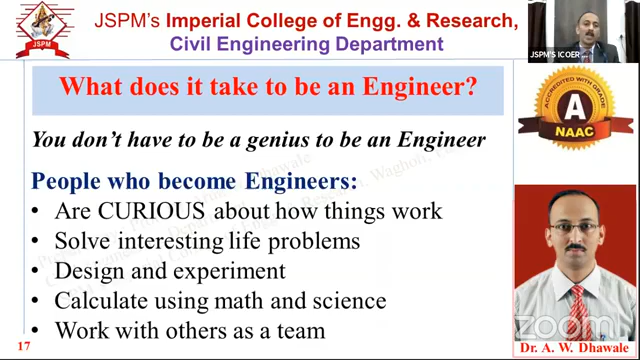 JSPM's Imperial College of Engg. & Research,
Civil Engineering Department
JSPM
JSPM'S ICOER ...
What does it take to be an Engineer?
ACCREDITED WITH GRADE
A
NAAC
You don't have to be a genius to be an Engineer
People who become Engineers:
• Are CURIOUS about how things work
• Solve interesting life problems
• Design and experiment
• Calculate using math and science
• Work with others as a team
17
zoom
Dr. A. W. Dhawale